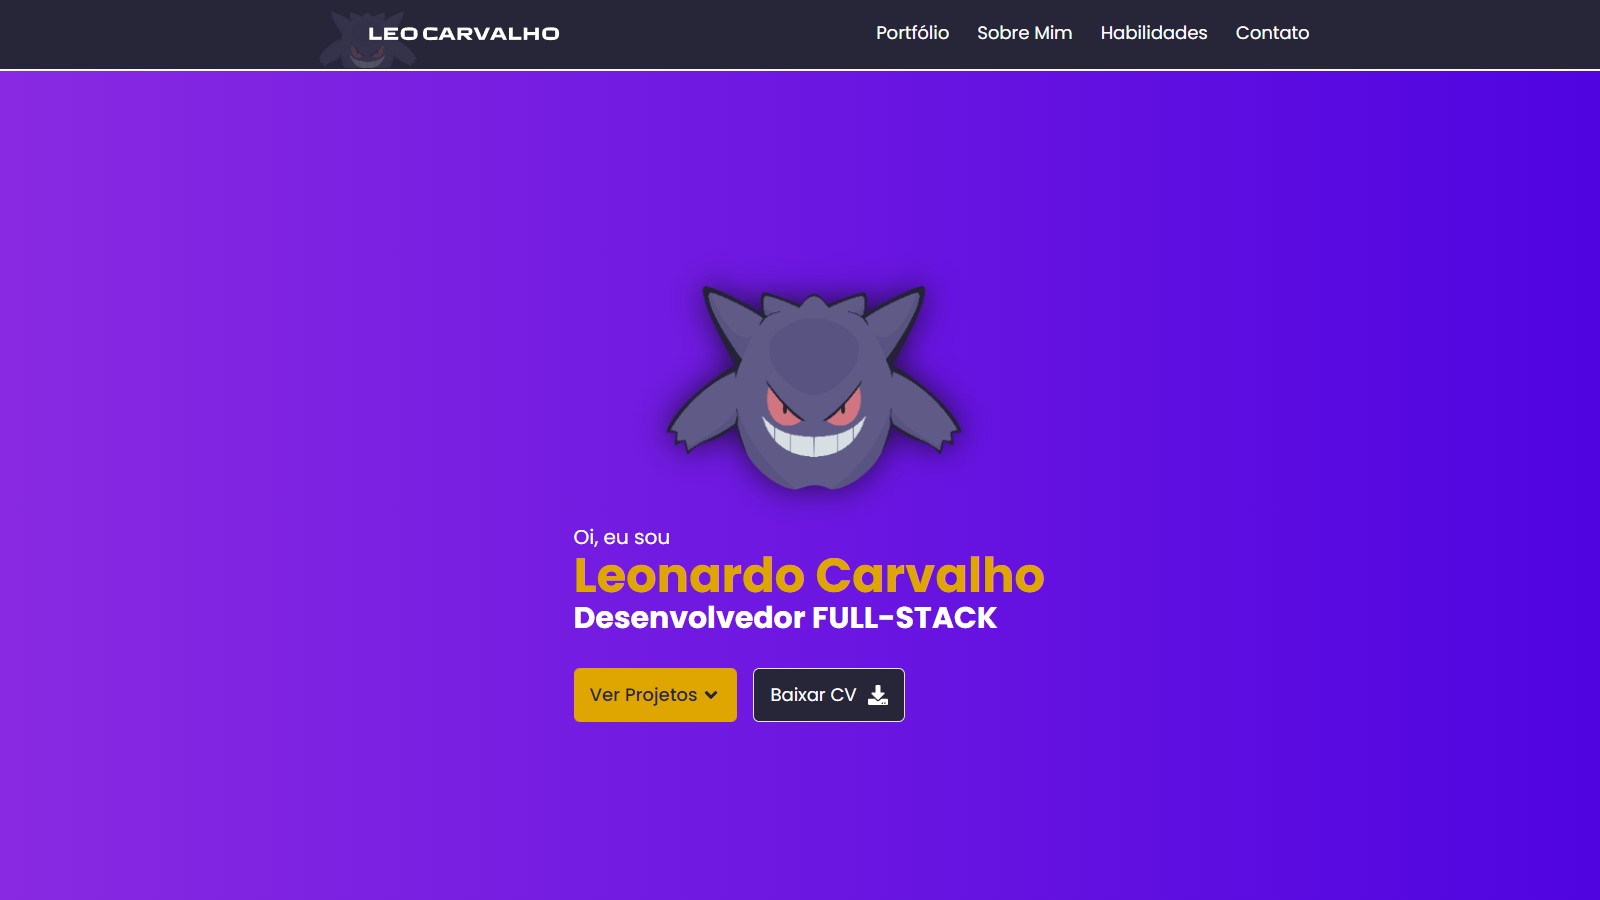 LEO CARVALHO
Portfólio Sobre Mim Habilidades Contato
Oi, eu sou
Leonardo Carvalho
Desenvolvedor FULL-STACK
Ver Projetos Baixar CV